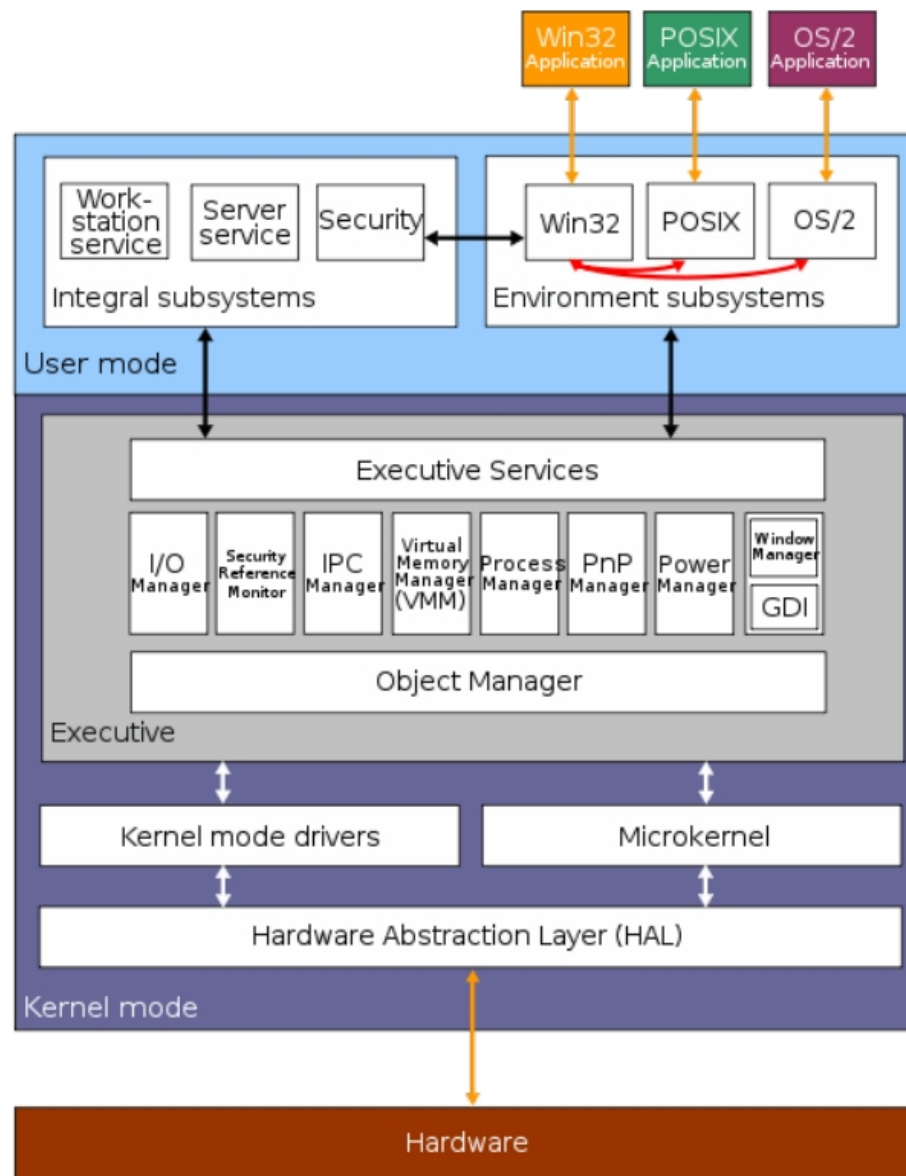 Win32
Application
POSIX
Application
OS/2
Application
Work-
station
service
Server
service
Security
Integral subsystems
Win32
POSIX
OS/2
Environment subsystems
User mode
Executive Services
I/O
Manager
Security
Reference
Monitor
IPC
Manager
Virtual
Memory
Manager
(VMM)
Process
Manager
PnP
Manager
Power
Manager
Window
Manager
GDI
Object Manager
Executive
Kernel mode drivers
Microkernel
Hardware Abstraction Layer (HAL)
Kernel mode
Hardware